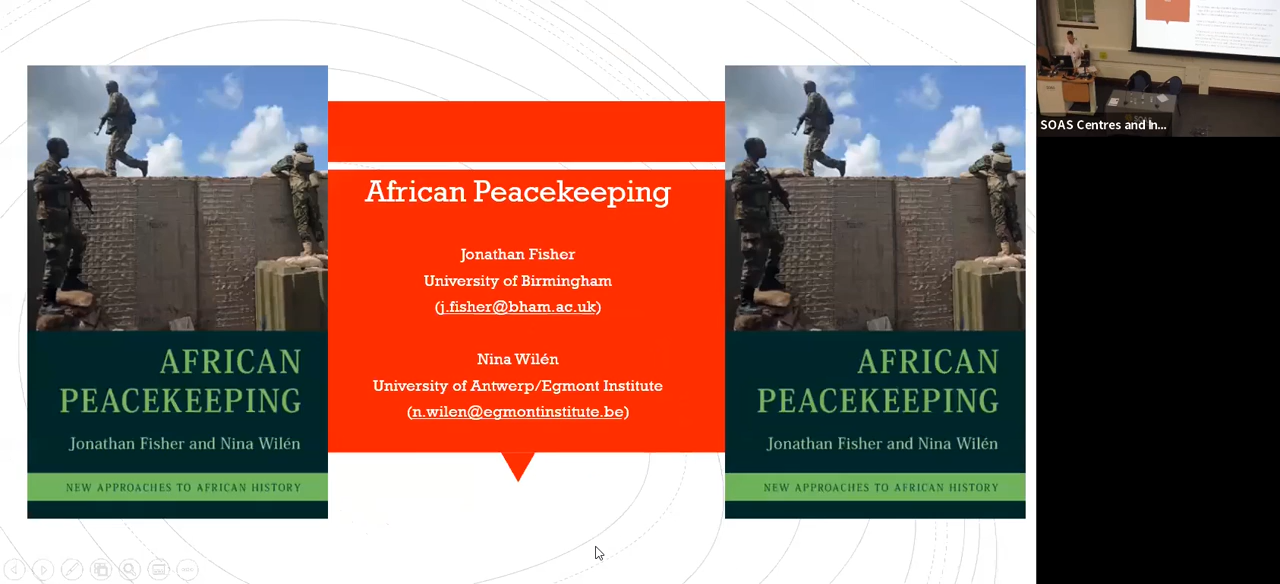 AFRICAN
PEACEKEEPING
Jonathan Fisher and Nina Wilén
NEW APPROACHES TO AFRICAN HISTORY
African Peacekeeping
Jonathan Fisher
University of Birmingham
(j.fisher@bham.ac.uk)
Nina Wilén
University of Antwerp/Egmont Institute
(n.wilen@egmontinstitute.be)
AFRICAN
PEACEKEEPING
Jonathan Fisher and Nina Wilén
NEW APPROACHES TO AFRICAN HISTORY
SOAS Centres and In...